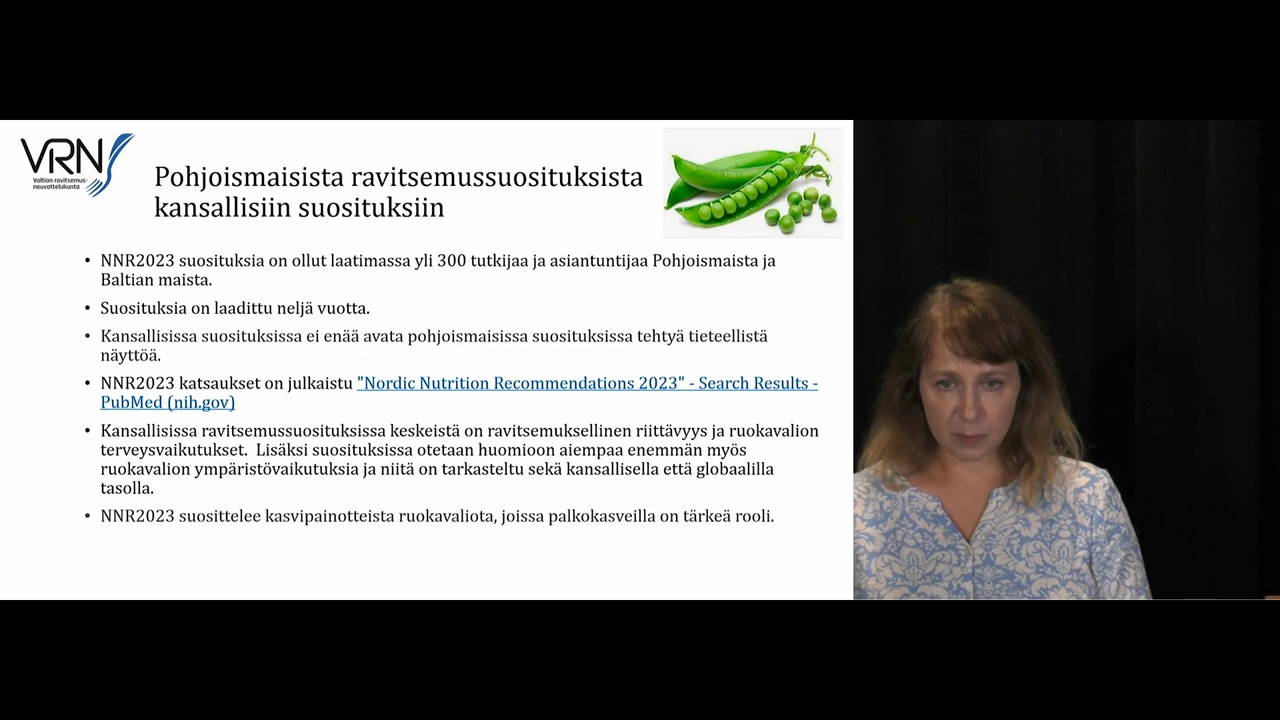 VRN
Valtion ravitsemus-
neuvottelukunta
Pohjoismaisista ravitsemussuosituksista
kansallisiin suosituksiin
• NNR2023 suosituksia on ollut laatimassa yli 300 tutkijaa ja asiantuntijaa Pohjoismaista ja
Baltian maista.
• Suosituksia on laadittu neljä vuotta.
• Kansallisissa suosituksissa ei enää avata pohjoismaisissa suosituksissa tehtyä tieteellistä
näyttöä.
• NNR2023 katsaukset on julkaistu "Nordic Nutrition Recommendations 2023" - Search Results -
PubMed (nih.gov)
• Kansallisissa ravitsemussuosituksissa keskeistä on ravitsemuksellinen riittävyys ja ruokavalion
terveysvaikutukset.  Lisäksi suosituksissa otetaan huomioon aiempaa enemmän myös
ruokavalion ympäristövaikutuksia ja niitä on tarkasteltu sekä kansallisella että globaalilla
tasolla.
• NNR2023 suosittelee kasvipainotteista ruokavaliota, joissa palkokasveilla on tärkeä rooli.